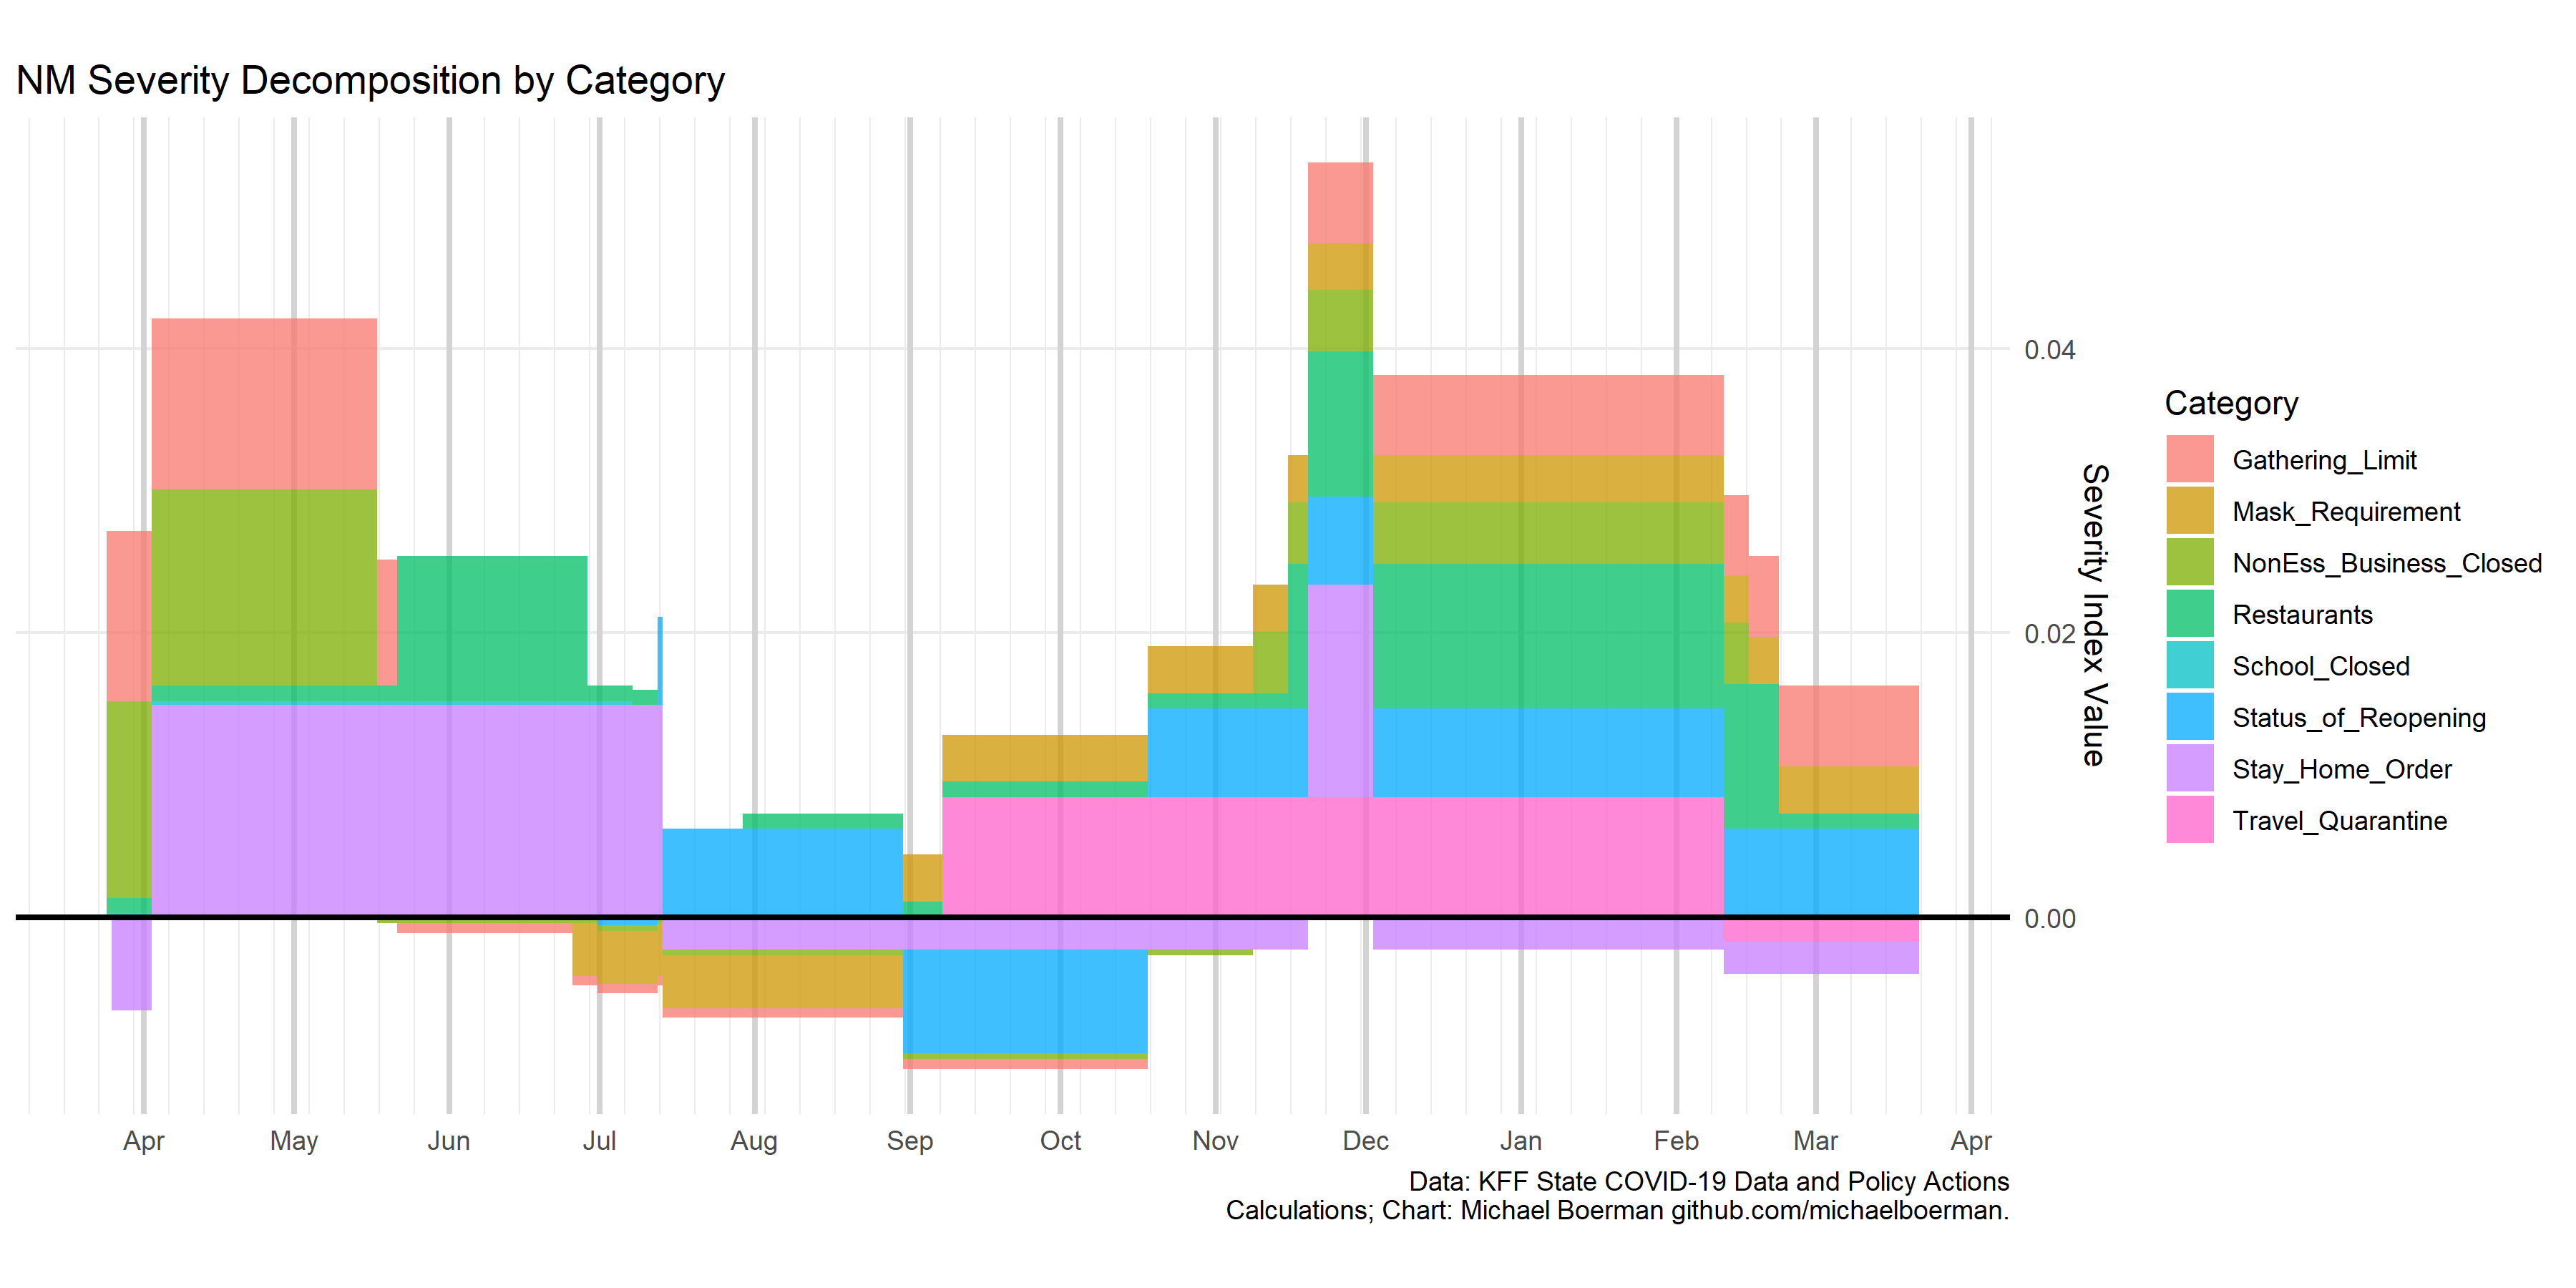 NM Severity Decomposition by Category
0.04
0.02
0.00
Severity Index Value
Apr May Jun Jul Aug Sep Oct Nov Dec Jan Feb Mar Apr
Category
Gathering_Limit
Mask_Requirement
NonEss_Business_Closed
Restaurants
School_Closed
Status_of_Reopening
Stay_Home_Order
Travel_Quarantine
Data: KFF State COVID-19 Data and Policy Actions
Calculations; Chart: Michael Boerman github.com/michaelboerman.